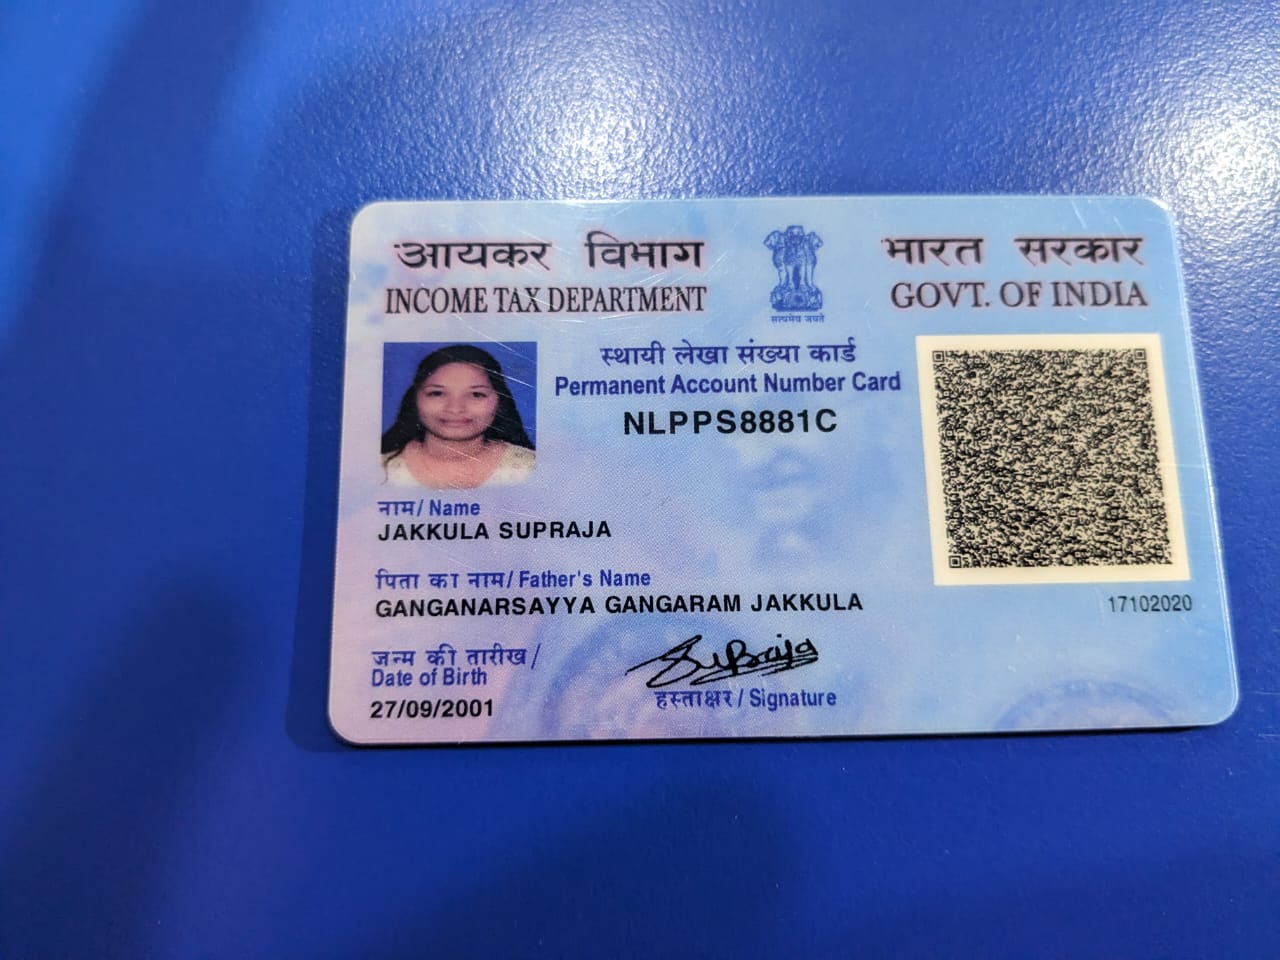 आयकर विभाग
INCOME TAX DEPARTMENT
सत्यमेव जयते
भारत सरकार
GOVT. OF INDIA
स्थायी लेखा संख्या कार्ड
Permanent Account Number Card
NLPPS8881C
नाम / Name
JAKKULA SUPRAJA
पिता का नाम / Father's Name
GANGANARSAYYA GANGARAM JAKKULA
17102020
जन्म की तारीख /
Date of Birth
27/09/2001
Supraja
हस्ताक्षर / Signature